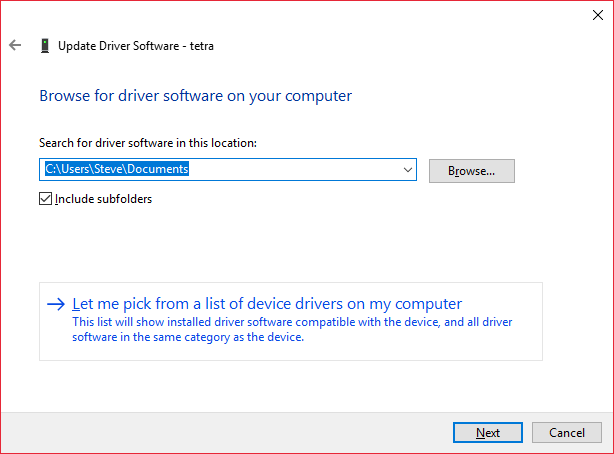 Update Driver Software - tetra
Browse for driver software on your computer
Search for driver software in this location:
C:\Users\Steve\Documents
Browse...
Include subfolders
Let me pick from a list of device drivers on my computer
This list will show installed driver software compatible with the device, and all driver
software in the same category as the device.
Next
Cancel